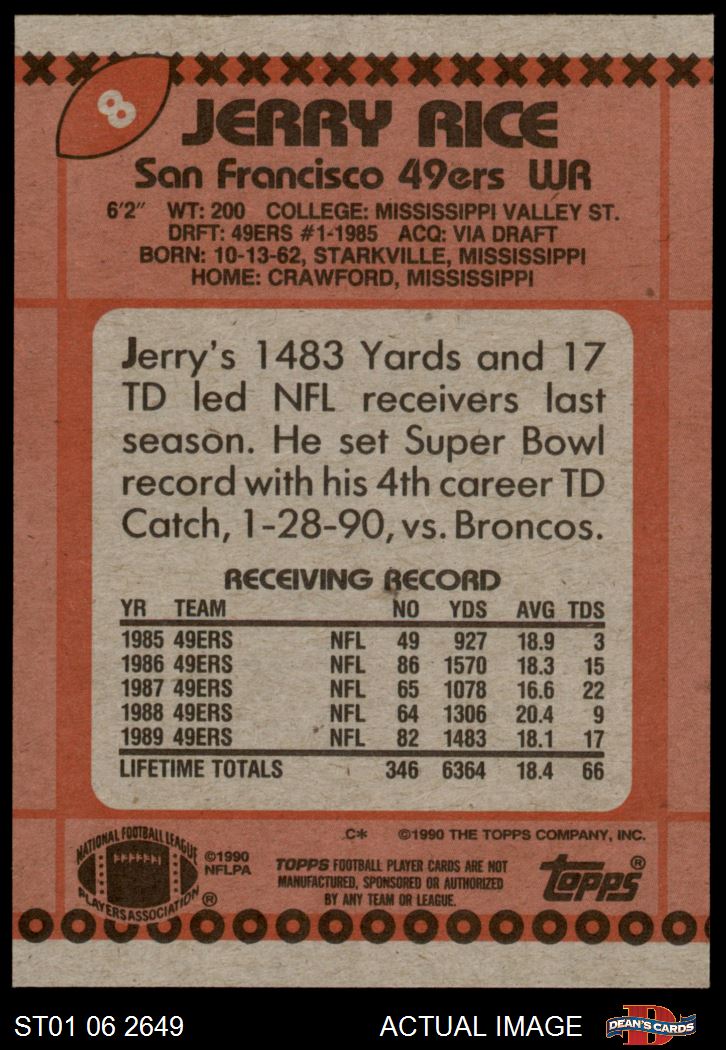 8
JERRY RICE
San Francisco 49ers WR
6'2" WT: 200 COLLEGE: MISSISSIPPI VALLEY ST.
DRFT: 49ERS #1-1985 ACQ: VIA DRAFT
BORN: 10-13-62, STARKVILLE, MISSISSIPPI
HOME: CRAWFORD, MISSISSIPPI
Jerry's 1483 Yards and 17
TD led NFL receivers last
season. He set Super Bowl
record with his 4th career TD
Catch, 1-28-90, vs. Broncos.
RECEIVING RECORD
YR TEAM NO YDS AVG TDS
1985 49ERS NFL 49 927 18.9 3
1986 49ERS NFL 86 1570 18.3 15
1987 49ERS NFL 65 1078 16.6 22
1988 49ERS NFL 64 1306 20.4 9
1989 49ERS NFL 82 1483 18.1 17
LIFETIME TOTALS 346 6364 18.4 66
C* ©1990 THE TOPPS COMPANY, INC.
NATIONAL FOOTBALL LEAGUE
PLAYERS ASSOCIATION ®
©1990
NFLPA
TOPPS FOOTBALL PLAYER CARDS ARE NOT
MANUFACTURED, SPONSORED OR AUTHORIZED
BY ANY TEAM OR LEAGUE.
topps ®
ST01 06 2649 ACTUAL IMAGE
D
DEAN'S CARDS